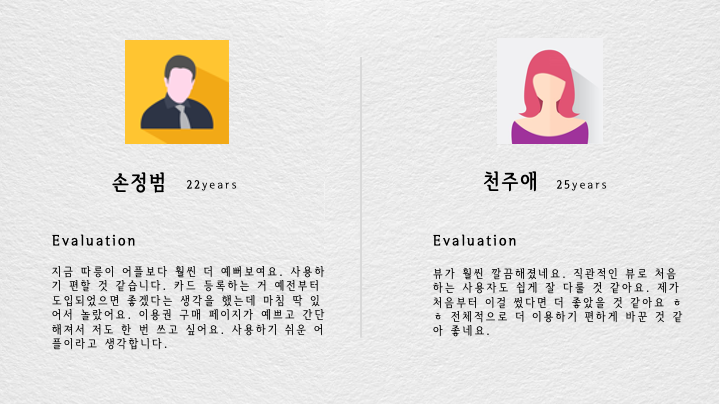 손정범 22years
Evaluation
지금 따릉이 어플보다 훨씬 더 예뻐보여요. 사용하
기 편할 것 같습니다. 카드 등록하는 거 예전부터
도입되었으면 좋겠다는 생각을 했는데 마침 딱 있
어서 놀랐어요. 이용권 구매 페이지가 예쁘고 간단
해져서 저도 한 번 쓰고 싶어요. 사용하기 쉬운 어
플이라고 생각합니다.
천주애 25years
Evaluation
뷰가 훨씬 깔끔해졌네요. 직관적인 뷰로 처음
하는 사용자도 쉽게 잘 다룰 것 같아요. 제가
처음부터 이걸 썼다면 더 좋았을 것 같아요 ㅎ
ㅎ 전체적으로 더 이용하기 편하게 바꾼 것 같
아 좋네요.